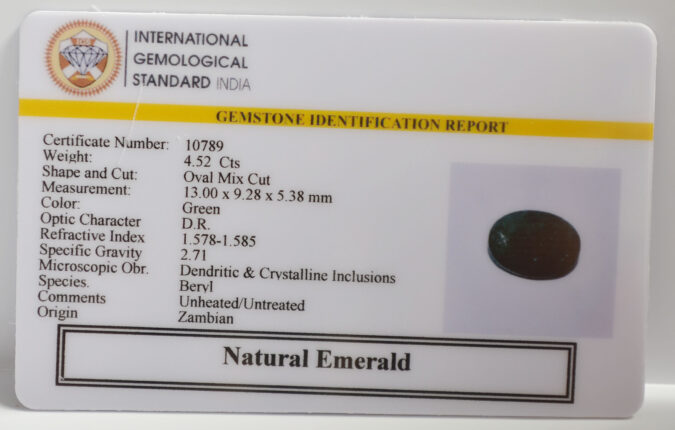 IGS
INTERNATIONAL
GEMOLOGICAL
STANDARD INDIA
GEMSTONE IDENTIFICATION REPORT
Certificate Number: 10789
Weight: 4.52 Cts
Shape and Cut: Oval Mix Cut
Measurement: 13.00 x 9.28 x 5.38 mm
Color: Green
Optic Character D.R.
Refractive Index 1.578-1.585
Specific Gravity 2.71
Microscopic Obr. Dendritic & Crystalline Inclusions
Species. Beryl
Comments Unheated/Untreated
Origin Zambian
Natural Emerald